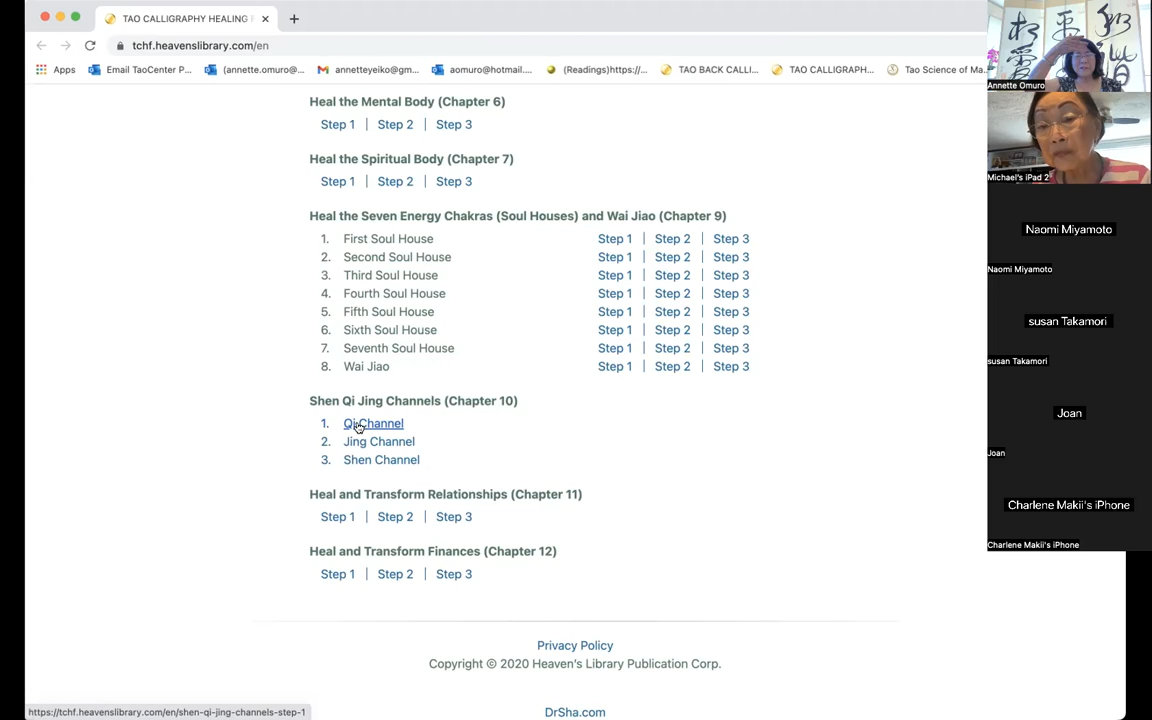 TAO CALLIGRAPHY HEALING
tchf.heavenslibrary.com/en
Apps
Email TaoCenter P...
(annette.omuro@...
annetteyeiko@gm...
aomuro@hotmail....
(Readings)https://...
TAO BACK CALLI...
TAO CALLIGRAPH...
Tao Science of Ma...
Heal the Mental Body (Chapter 6)
Step 1 | Step 2 | Step 3
Heal the Spiritual Body (Chapter 7)
Step 1 | Step 2 | Step 3
Heal the Seven Energy Chakras (Soul Houses) and Wai Jiao (Chapter 9)
1. First Soul House Step 1 | Step 2 | Step 3
2. Second Soul House Step 1 | Step 2 | Step 3
3. Third Soul House Step 1 | Step 2 | Step 3
4. Fourth Soul House Step 1 | Step 2 | Step 3
5. Fifth Soul House Step 1 | Step 2 | Step 3
6. Sixth Soul House Step 1 | Step 2 | Step 3
7. Seventh Soul House Step 1 | Step 2 | Step 3
8. Wai Jiao Step 1 | Step 2 | Step 3
Shen Qi Jing Channels (Chapter 10)
1. Qi Channel
2. Jing Channel
3. Shen Channel
Heal and Transform Relationships (Chapter 11)
Step 1 | Step 2 | Step 3
Heal and Transform Finances (Chapter 12)
Step 1 | Step 2 | Step 3
Privacy Policy
Copyright © 2020 Heaven's Library Publication Corp.
DrSha.com
https://tchf.heavenslibrary.com/en/shen-qi-jing-channels-step-1
Annette Omuro
Michael's iPad 2
Naomi Miyamoto
Naomi Miyamoto
susan Takamori
susan Takamori
Joan
Joan
Charlene Makii's iPhone
Charlene Makii's iPhone